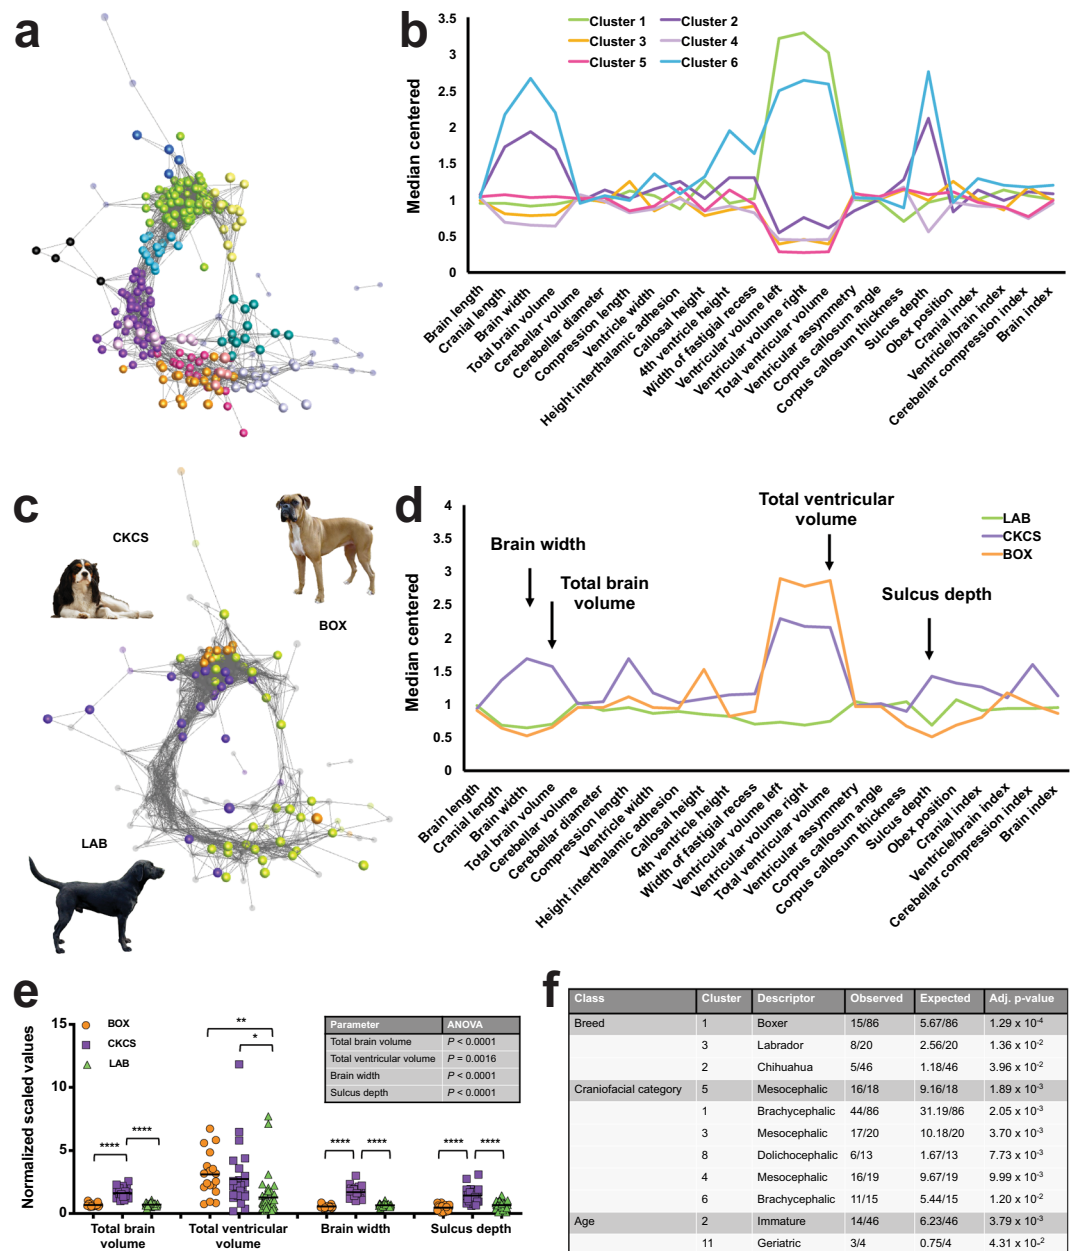 a
b
3.5
3
2.5
2
1.5
1
0.5
0
Median centered
Cluster 1
Cluster 2
Cluster 3
Cluster 4
Cluster 5
Cluster 6
Brain length
Cranial length
Brain width
Total brain volume
Cerebellar volume
Cerebellar diameter
Compression length
Ventricle width
Height interthalamic adhesion
Callosal height
4th ventricle height
Width of fastigial recess
Ventricular volume left
Ventricular volume right
Total ventricular volume
Ventricular assymmetry
Corpus callosum angle
Corpus callosum thickness
Sulcus depth
Obex position
Cranial index
Ventricle/brain index
Cerebellar compression index
Brain index
c
CKCS
BOX
LAB
d
4
3.5
3
2.5
2
1.5
1
0.5
0
Median centered
Brain width
Total brain
volume
Total ventricular
volume
Sulcus depth
LAB
CKCS
BOX
Brain length
Cranial length
Brain width
Total brain volume
Cerebellar volume
Cerebellar diameter
Compression length
Ventricle width
Height interthalamic adhesion
Callosal height
4th ventricle height
Width of fastigial recess
Ventricular volume left
Ventricular volume right
Total ventricular volume
Ventricular assymmetry
Corpus callosum angle
Corpus callosum thickness
Sulcus depth
Obex position
Cranial index
Ventricle/brain index
Cerebellar compression index
Brain index
e
Normalized scaled values
15
10
5
0
BOX
CKCS
LAB
****
****
**
*
****
****
****
****
Parameter ANOVA
Total brain volume P < 0.0001
Total ventricular volume P = 0.0016
Brain width P < 0.0001
Sulcus depth P < 0.0001
Total brain
volume
Total ventricular
volume
Brain width
Sulcus depth
f
Class Cluster Descriptor Observed Expected Adj. p-value
Breed 1 Boxer 15/86 5.67/86 1.29 x 10⁻⁴
3 Labrador 8/20 2.56/20 1.36 x 10⁻²
2 Chihuahua 5/46 1.18/46 3.96 x 10⁻²
Craniofacial category 5 Mesocephalic 16/18 9.16/18 1.89 x 10⁻³
1 Brachycephalic 44/86 31.19/86 2.05 x 10⁻³
3 Mesocephalic 17/20 10.18/20 3.70 x 10⁻³
8 Dolichocephalic 6/13 1.67/13 7.73 x 10⁻³
4 Mesocephalic 16/19 9.67/19 9.99 x 10⁻³
6 Brachycephalic 11/15 5.44/15 1.20 x 10⁻²
Age 2 Immature 14/46 6.23/46 3.79 x 10⁻³
11 Geriatric 3/4 0.75/4 4.31 x 10⁻²